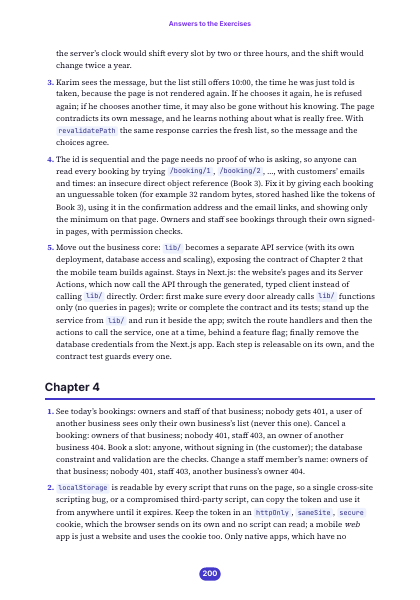 Answers to the Exercises
the server's clock would shift every slot by two or three hours, and the shift would
change twice a year.
3. Karim sees the message, but the list still offers 10:00, the time he was just told is
taken, because the page is not rendered again. If he chooses it again, he is refused
again; if he chooses another time, it may also be gone without his knowing. The page
contradicts its own message, and he learns nothing about what is really free. With
revalidatePath the same response carries the fresh list, so the message and the
choices agree.
4. The id is sequential and the page needs no proof of who is asking, so anyone can
read every booking by trying /booking/1, /booking/2, …, with customers' emails
and times: an insecure direct object reference (Book 3). Fix it by giving each booking
an unguessable token (for example 32 random bytes, stored hashed like the tokens of
Book 3), using it in the confirmation address and the email links, and showing only
the minimum on that page. Owners and staff see bookings through their own signed-
in pages, with permission checks.
5. Move out the business core: lib/ becomes a separate API service (with its own
deployment, database access and scaling), exposing the contract of Chapter 2 that
the mobile team builds against. Stays in Next.js: the website's pages and its Server
Actions, which now call the API through the generated, typed client instead of
calling lib/ directly. Order: first make sure every door already calls lib/ functions
only (no queries in pages); write or complete the contract and its tests; stand up the
service from lib/ and run it beside the app; switch the route handlers and then the
actions to call the service, one at a time, behind a feature flag; finally remove the
database credentials from the Next.js app. Each step is releasable on its own, and the
contract test guards every one.
Chapter 4
1. See today's bookings: owners and staff of that business; nobody gets 401, a user of
another business sees only their own business's list (never this one). Cancel a
booking: owners of that business; nobody 401, staff 403, an owner of another
business 404. Book a slot: anyone, without signing in (the customer); the database
constraint and validation are the checks. Change a staff member's name: owners of
that business; nobody 401, staff 403, another business's owner 404.
2. localStorage is readable by every script that runs on the page, so a single cross-site
scripting bug, or a compromised third-party script, can copy the token and use it
from anywhere until it expires. Keep the token in an httpOnly, sameSite, secure
cookie, which the browser sends on its own and no script can read; a mobile web
app is just a website and uses the cookie too. Only native apps, which have no
200